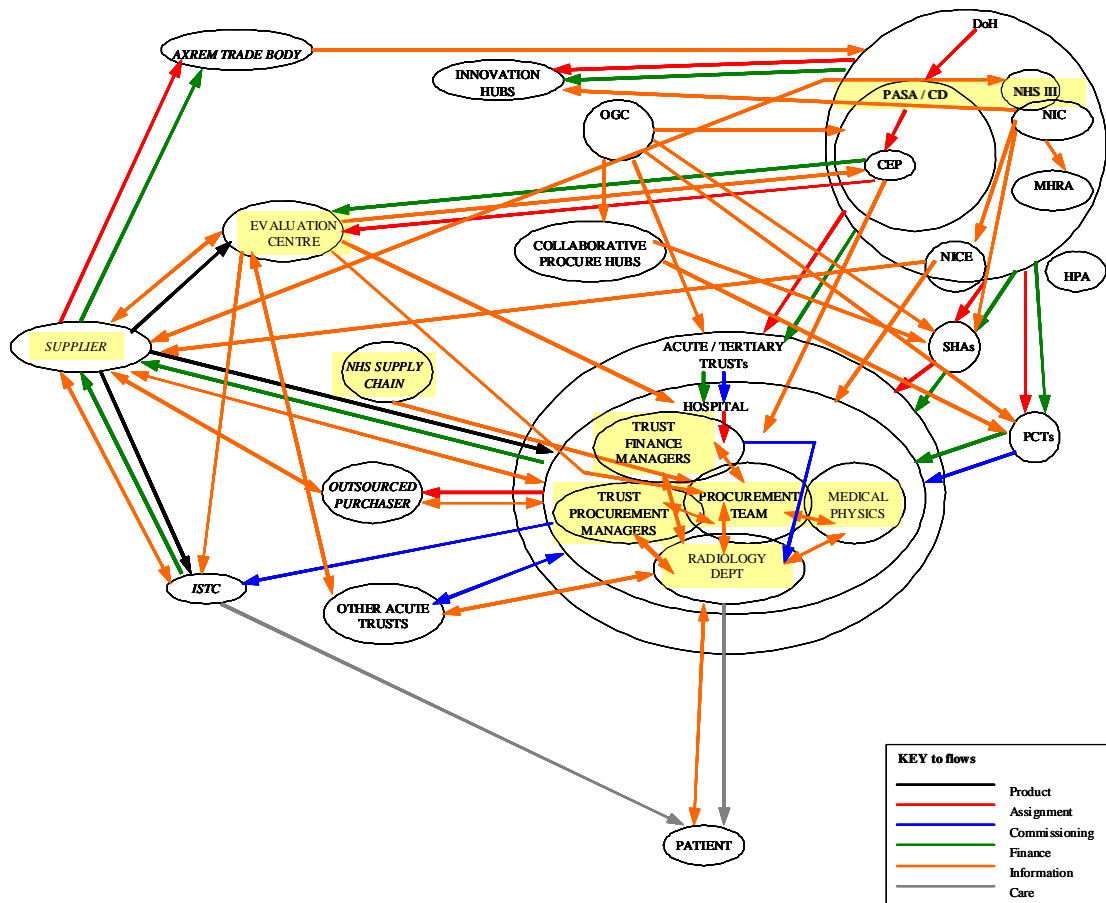 DoH
AXREM TRADE BODY
INNOVATION
HUBS
PASA / CD
NHS III
NIC
OGC
CEP
MHRA
EVALUATION
CENTRE
COLLABORATIVE
PROCURE HUBS
NICE
HPA
SUPPLIER
ACUTE / TERTIARY
TRUSTs
SHAs
NHS SUPPLY
CHAIN
HOSPITAL
TRUST
FINANCE
MANAGERS
PCTs
OUTSOURCED
PURCHASER
TRUST
PROCUREMENT
MANAGERS
PROCUREMENT
TEAM
MEDICAL
PHYSICS
RADIOLOGY
DEPT
ISTC
OTHER ACUTE
TRUSTS
PATIENT
KEY to flows
Product
Assignment
Commissioning
Finance
Information
Care